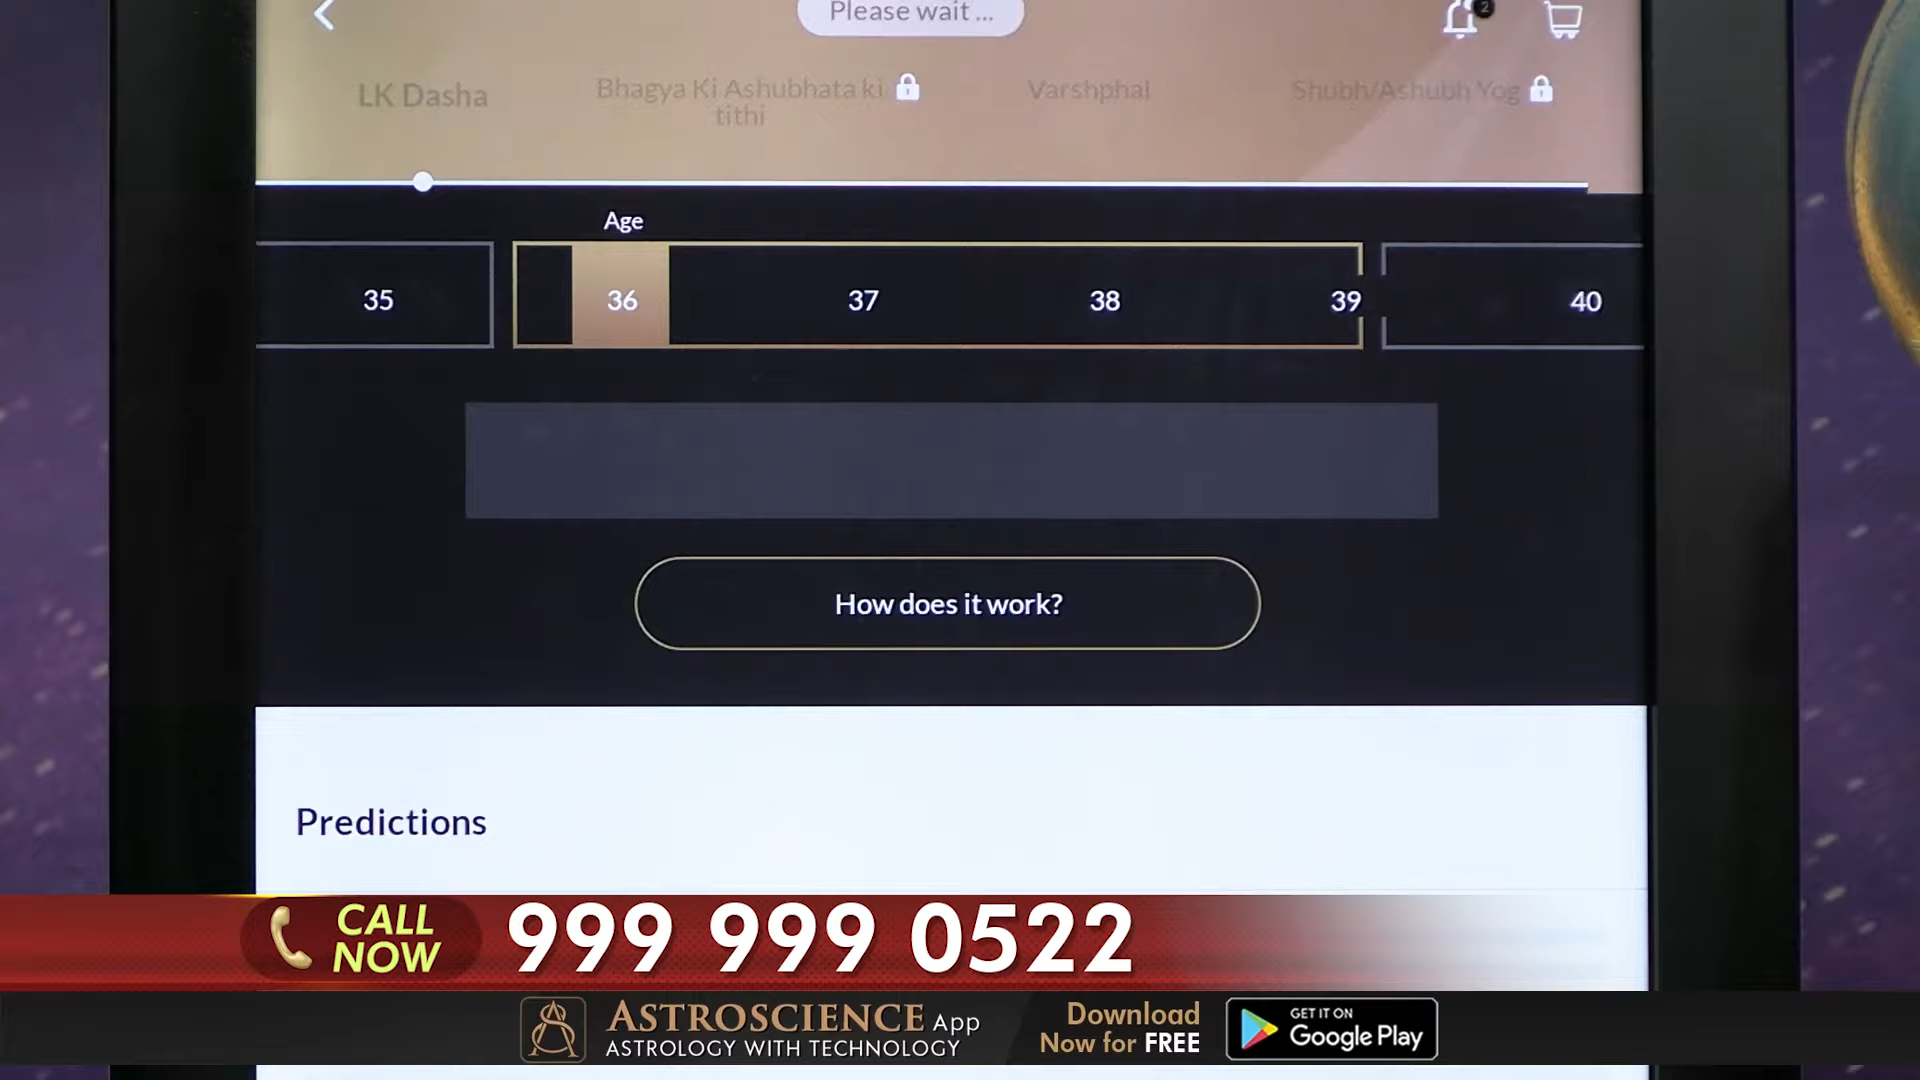 Please wait ...
2
LK Dasha
Bhagya Ki Ashubhata ki
tithi
Varshphal
Shubh/Ashubh Yog
Age
35
36
37
38
39
40
How does it work?
Predictions
CALL
NOW
999 999 0522
ASTROSCIENCE App
ASTROLOGY WITH TECHNOLOGY
Download
Now for FREE
GET IT ON
Google Play